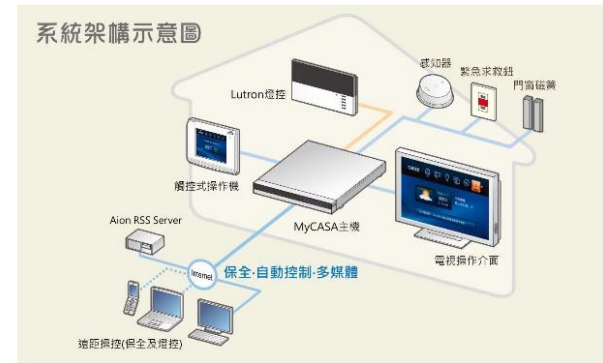 系統架構示意圖
感知器
緊急求救鈕
門窗磁簧
Lutron燈控
觸控式操作機
MyCASA主機
電視操作介面
Aion RSS Server
Internet
保全·自動控制·多媒體
遠距操控(保全及燈控)